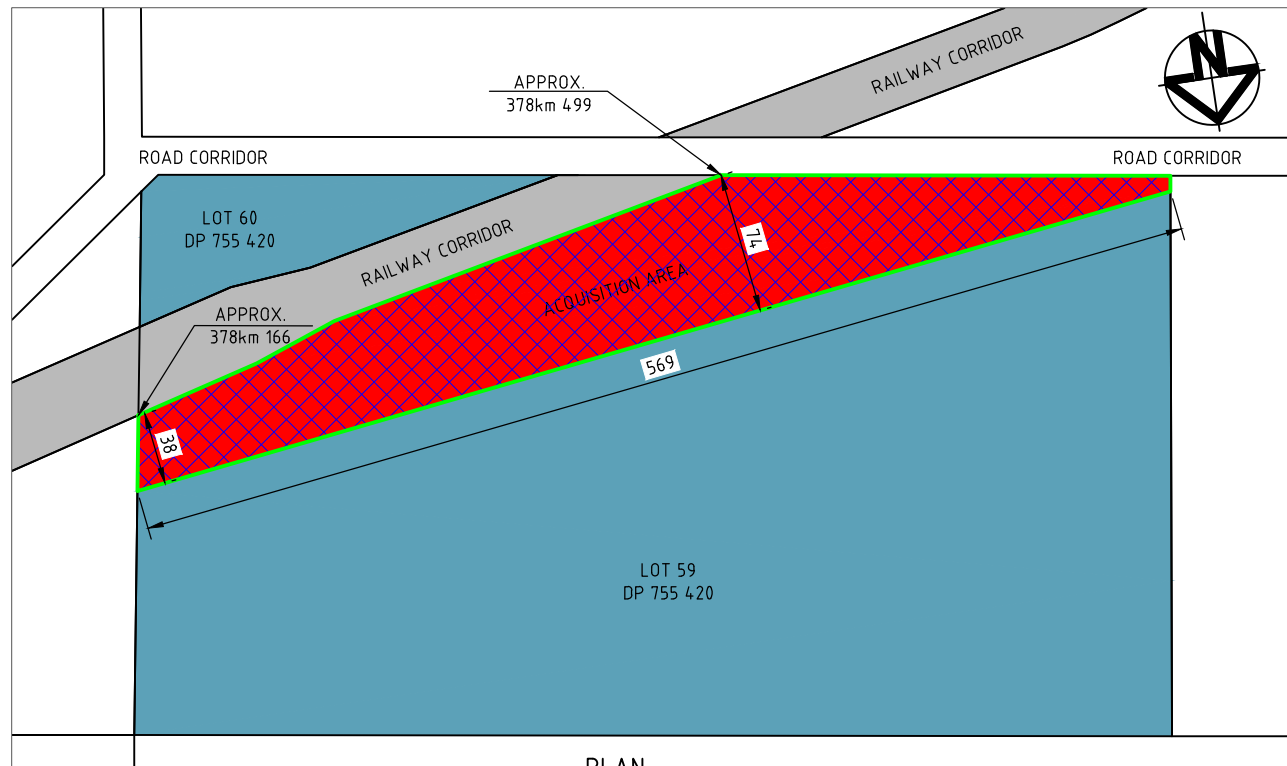 N
RAILWAY CORRIDOR
APPROX.
378km 499
ROAD CORRIDOR
ROAD CORRIDOR
LOT 60
DP 755 420
RAILWAY CORRIDOR
74
ACQUISITION AREA
APPROX.
378km 166
569
38
LOT 59
DP 755 420
PLAN